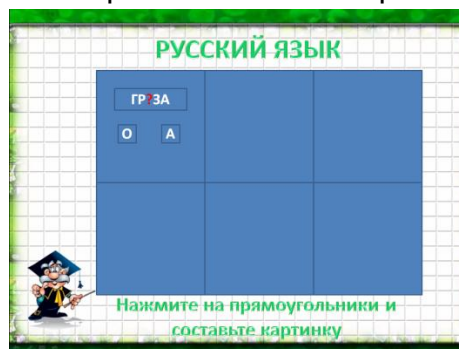 РУССКИЙ ЯЗЫК
ГР?ЗА
О А
Нажмите на прямоугольники и
составьте картинку